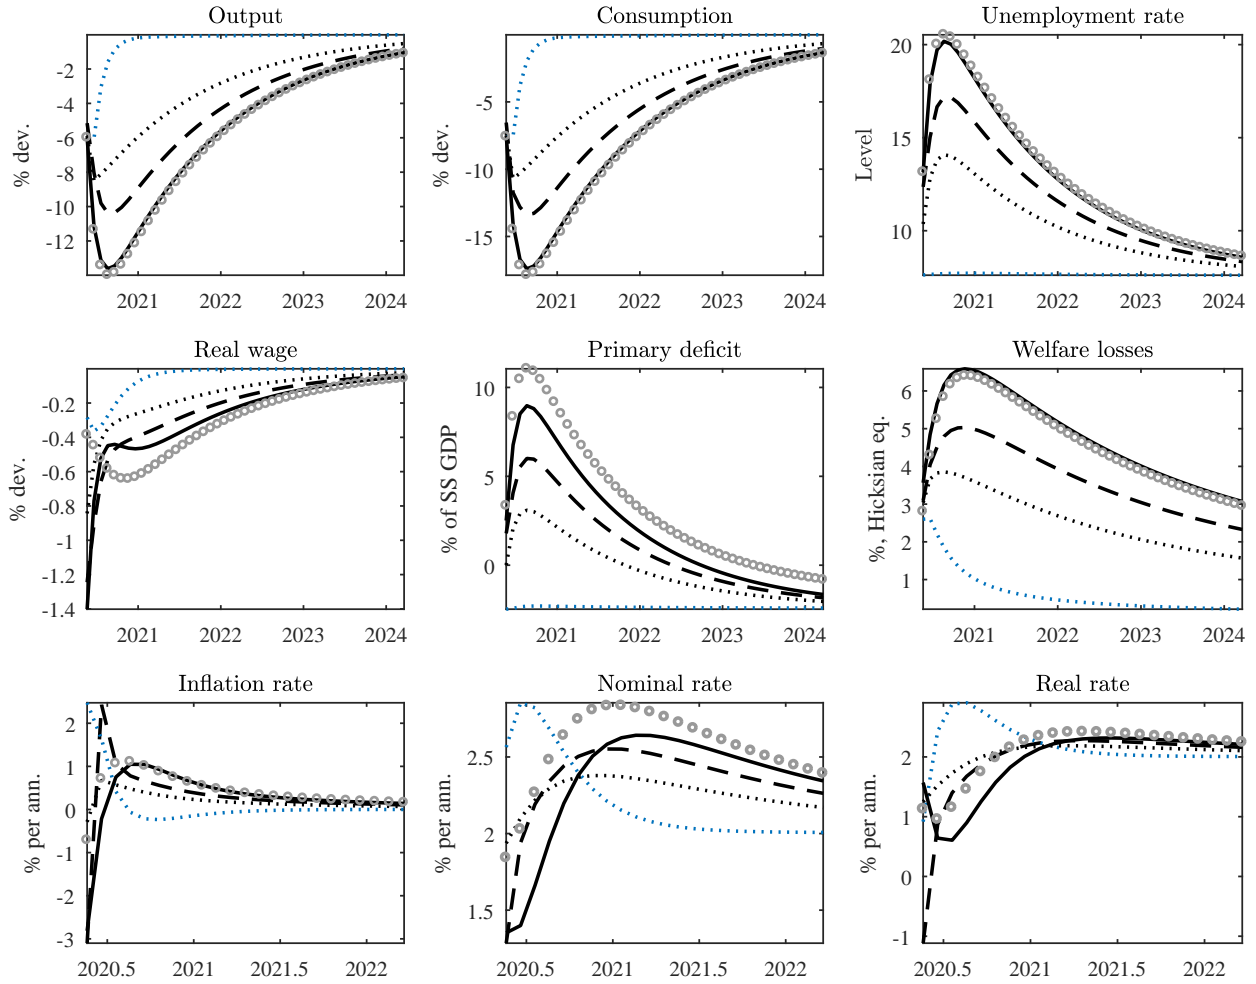 Output
% dev.
-2
-4
-6
-8
-10
-12
2021 2022 2023 2024
Consumption
% dev.
-5
-10
-15
2021 2022 2023 2024
Unemployment rate
Level
20
15
10
2021 2022 2023 2024
Real wage
% dev.
-0.2
-0.4
-0.6
-0.8
-1
-1.2
-1.4
2021 2022 2023 2024
Primary deficit
% of SS GDP
10
5
0
2021 2022 2023 2024
Welfare losses
%, Hicksian eq.
6
5
4
3
2
1
2021 2022 2023 2024
Inflation rate
% per ann.
2
1
0
-1
-2
-3
2020.5 2021 2021.5 2022
Nominal rate
% per ann.
2.5
2
1.5
2020.5 2021 2021.5 2022
Real rate
% per ann.
2
1
0
-1
2020.5 2021 2021.5 2022